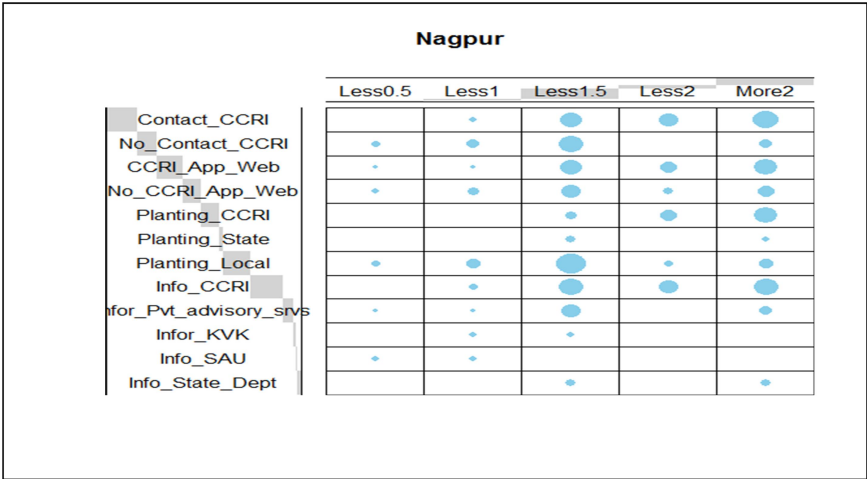 Nagpur
Less0.5 Less1 Less1.5 Less2 More2
Contact_CCRI
No_Contact_CCRI
CCRI_App_Web
No_CCRI_App_Web
Planting_CCRI
Planting_State
Planting_Local
Info_CCRI
nfor_Pvt_advisory_srvs
Infor_KVK
Info_SAU
Info_State_Dept